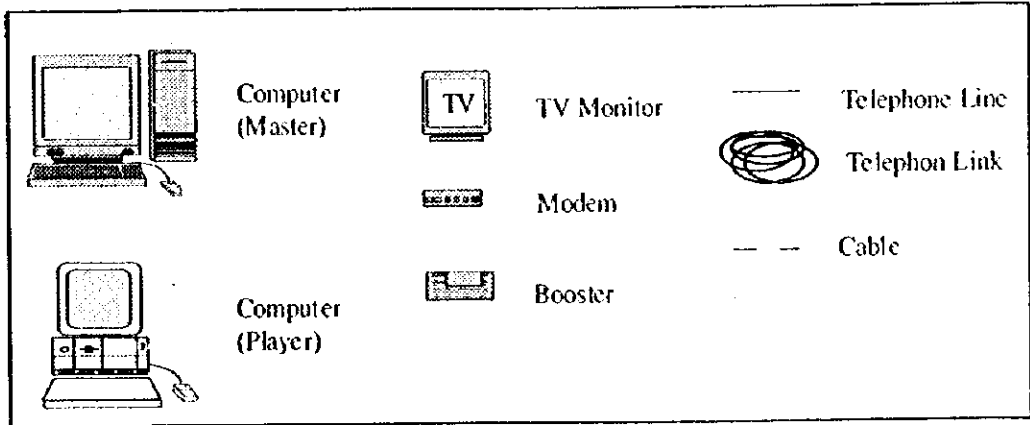 Computer
(Master)
TV
TV Monitor
Modem
Booster
Computer
(Player)
Telephone Line
Telephon Link
Cable